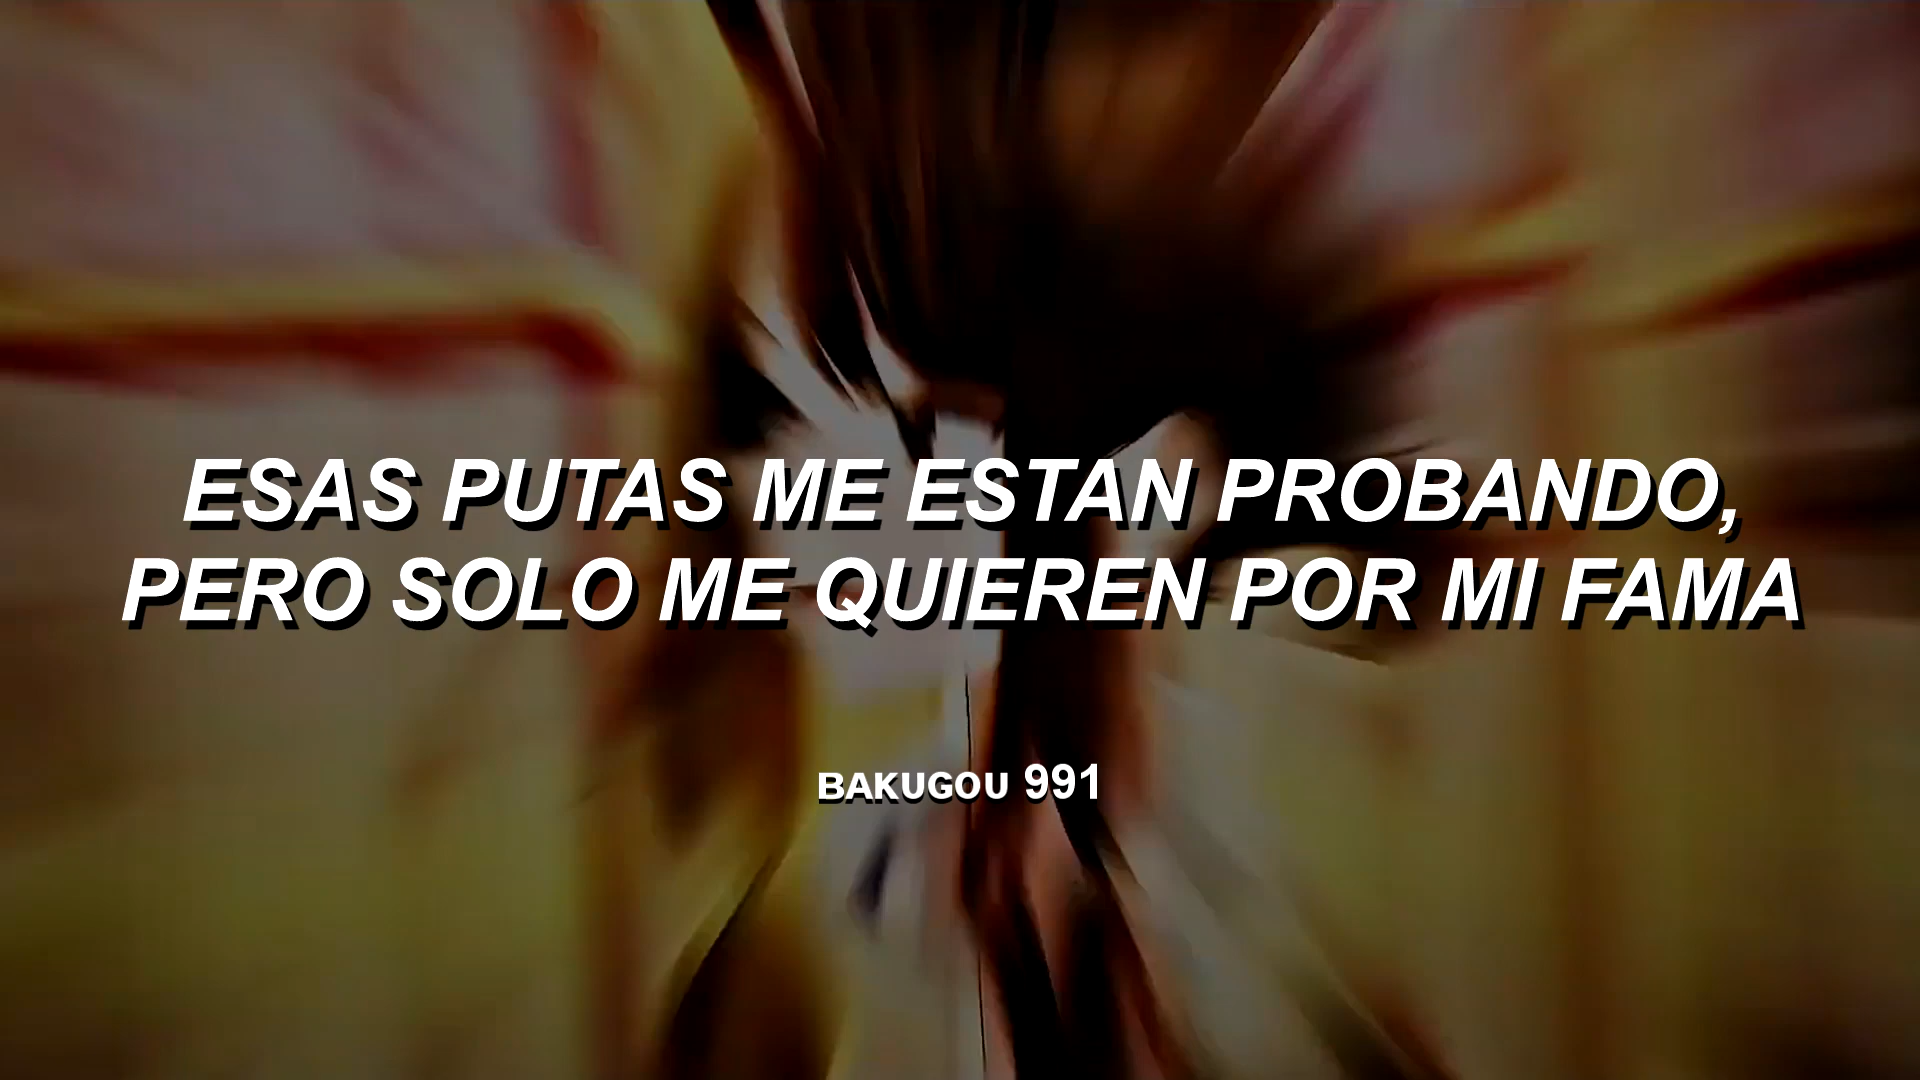 ESAS PUTAS ME ESTAN PROBANDO,
PERO SOLO ME QUIEREN POR MI FAMA
BAKUGOU 991